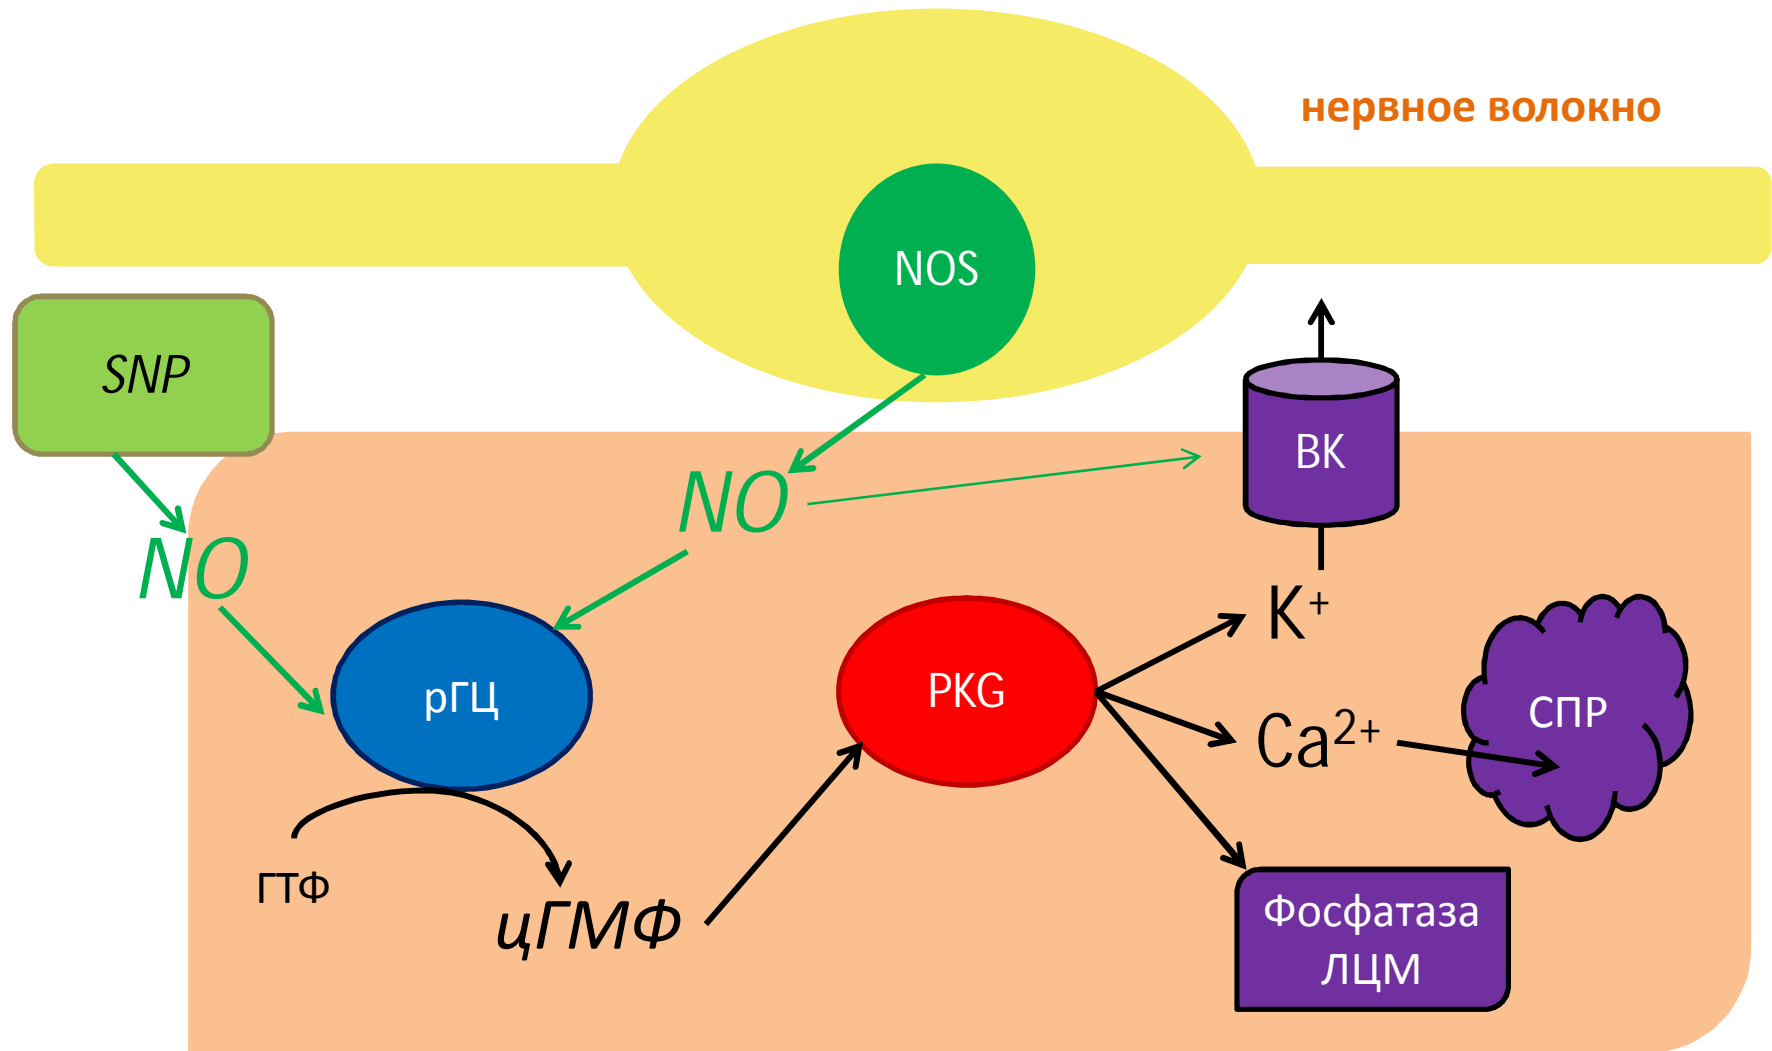 нервное волокно
NOS
SNP
NO
BK
NO
K⁺
рГЦ
PKG
СПР
Ca²⁺
ГТФ
цГМФ
Фосфатаза
ЛЦМ